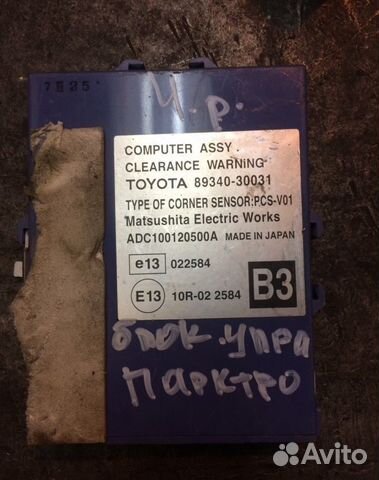 7535
Ч.р.
COMPUTER ASSY.
CLEARANCE WARNING
TOYOTA 89340-30031
TYPE OF CORNER SENSOR:PCS-V01
Matsushita Electric Works
ADC100120500A MADE IN JAPAN
e13 022584
E13 10R-02 2584 B3
блок.упра
Парктро
Avito